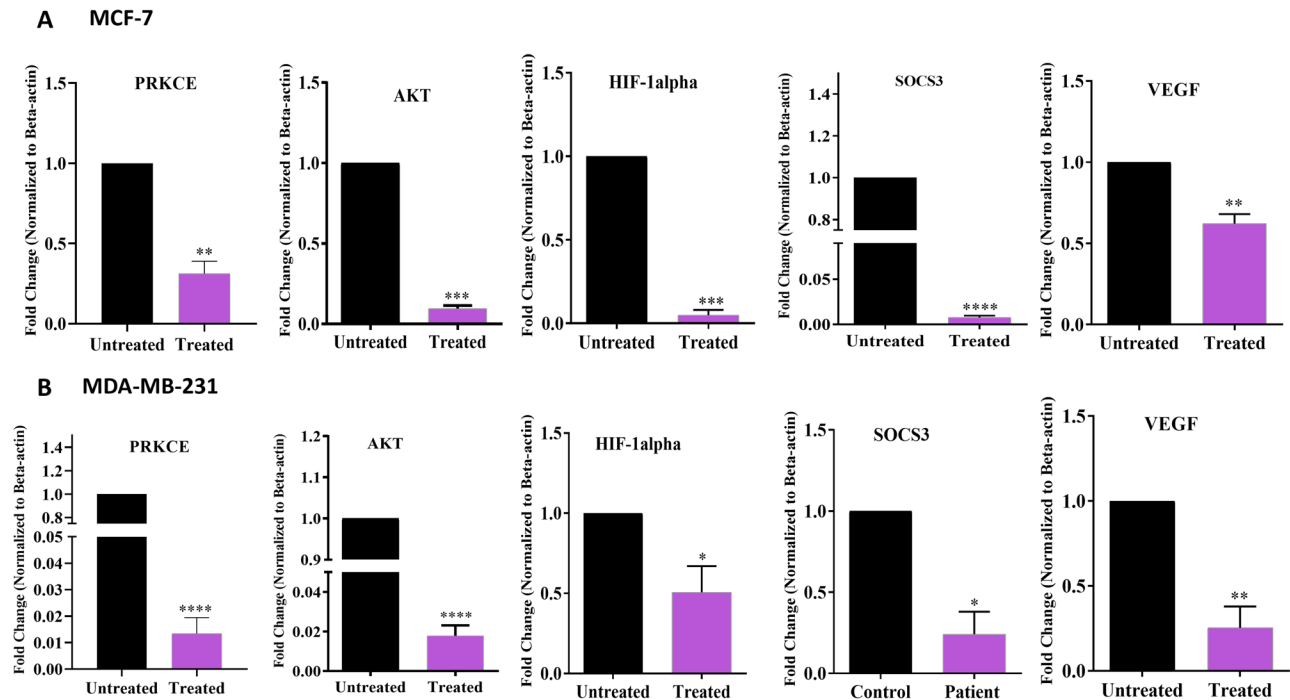 A MCF-7
Fold Change (Normalized to Beta-actin)
PRKCE
1.5
1.0
0.5
0.0
**
Untreated Treated
Fold Change (Normalized to Beta-actin)
AKT
1.5
1.0
0.5
0.0
***
Untreated Treated
Fold Change (Normalized to Beta-actin)
HIF-1alpha
1.5
1.0
0.5
0.0
***
Untreated Treated
Fold Change (Normalized to Beta-actin)
SOCS3
1.4
1.2
1.0
0.8
0.05
0.00
****
Untreated Treated
Fold Change (Normalized to Beta-actin)
VEGF
1.5
1.0
0.5
0.0
**
Untreated Treated
B MDA-MB-231
Fold Change (Normalized to Beta-actin)
PRKCE
1.4
1.2
1.0
0.8
0.05
0.04
0.03
0.02
0.01
0.00
****
Untreated Treated
Fold Change (Normalized to Beta-actin)
AKT
1.2
1.1
1.0
0.9
0.04
0.02
0.00
****
Untreated Treated
Fold Change (Normalized to Beta-actin)
HIF-1alpha
1.5
1.0
0.5
0.0
*
Untreated Treated
Fold Change (Normalized to Beta-actin)
SOCS3
1.5
1.0
0.5
0.0
*
Control Patient
Fold Change (Normalized to Beta-actin)
VEGF
1.5
1.0
0.5
0.0
**
Untreated Treated